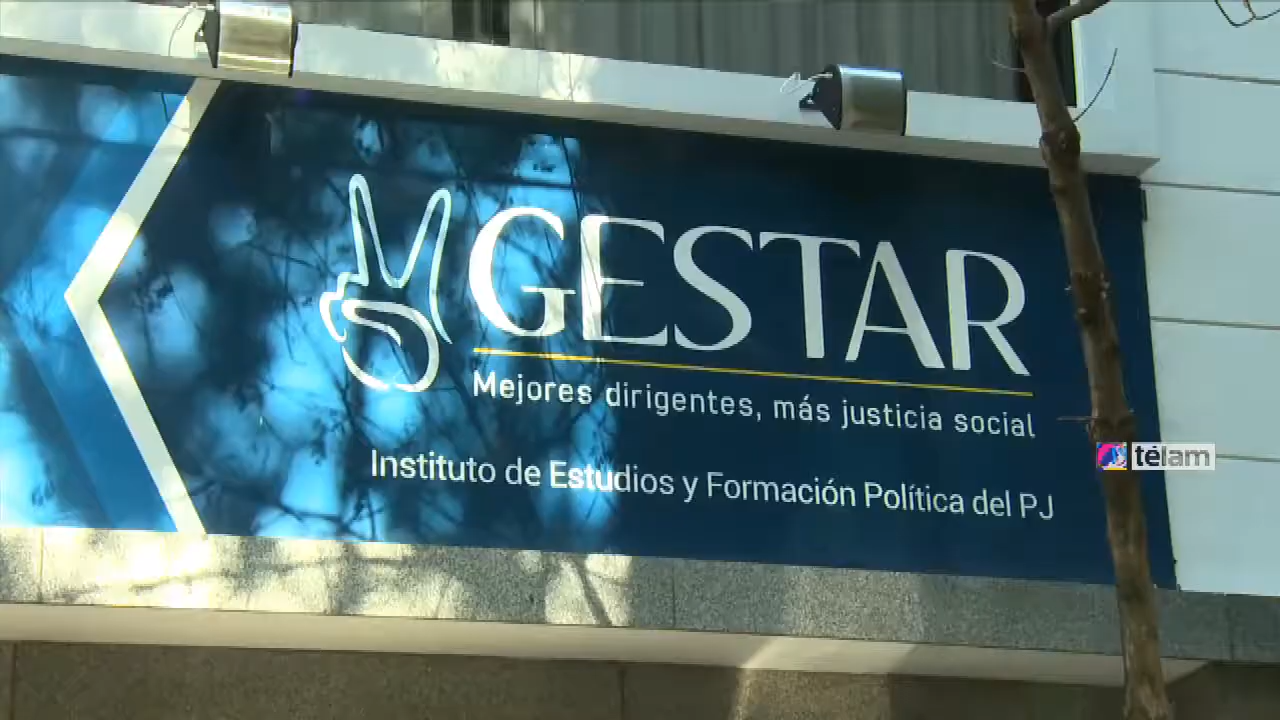 GESTAR
Mejores dirigentes, más justicia social
Instituto de Estudios y Formación Política del PJ
télam